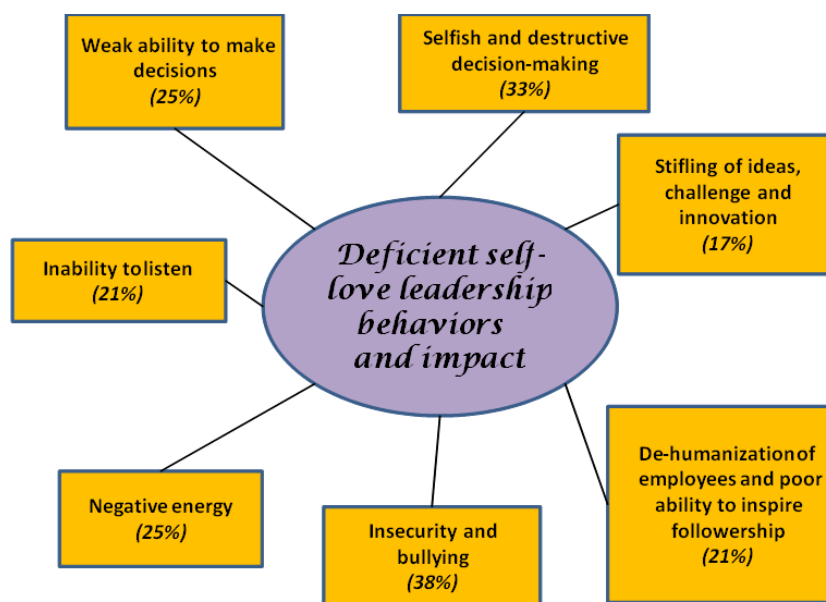 Weak ability to make
decisions
(25%)
Selfish and destructive
decision-making
(33%)
Stifling of ideas,
challenge and
innovation
(17%)
Inability tolisten
(21%)
Deficient self-
love leadership
behaviors
and impact
De-humanization of
employees and poor
ability to inspire
followership
(21%)
Negative energy
(25%)
Insecurity and
bullying
(38%)